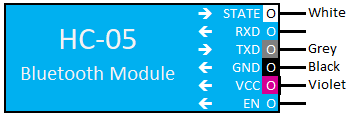 HC-05
Bluetooth Module
STATE O White
RXD O
TXD O Grey
GND O Black
VCC O Violet
EN O